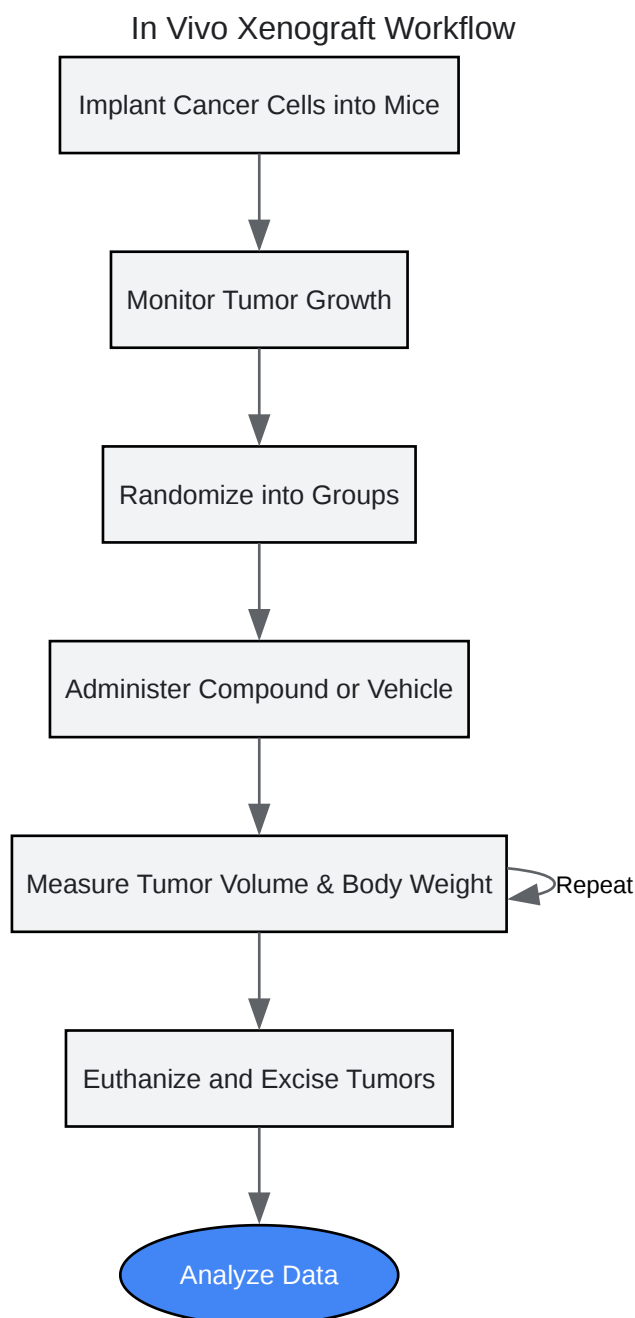 In Vivo Xenograft Workflow
Implant Cancer Cells into Mice
Monitor Tumor Growth
Randomize into Groups
Administer Compound or Vehicle
Measure Tumor Volume & Body Weight
Repeat
Euthanize and Excise Tumors
Analyze Data